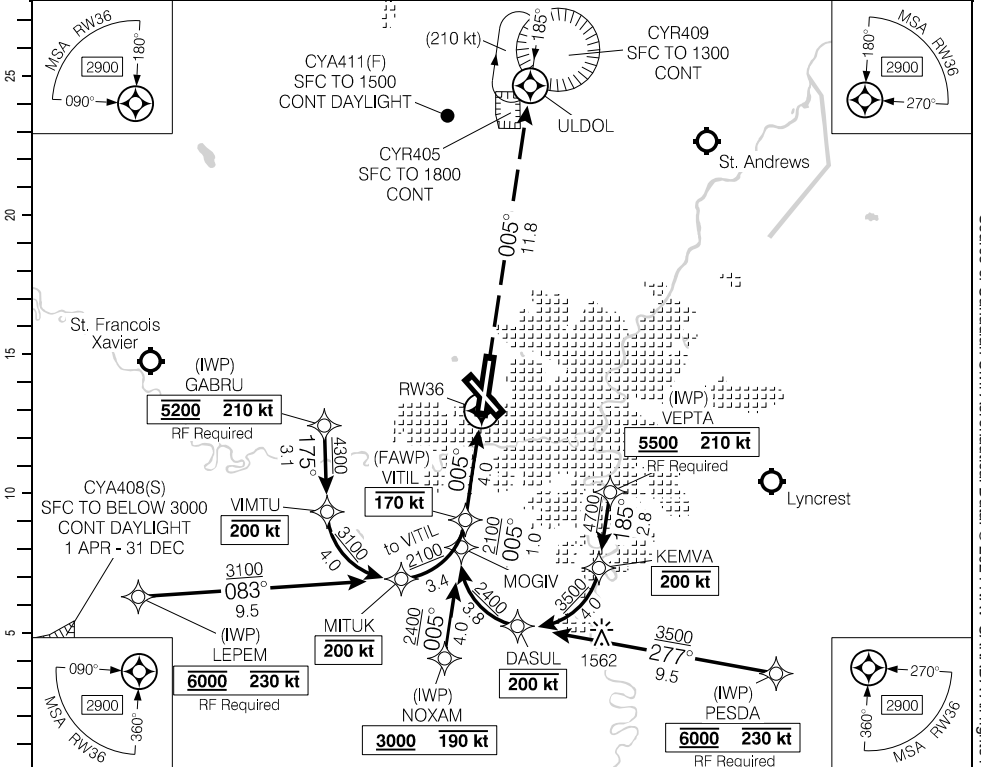 MSA RW36
180°
2900
090°
25
20
15
10
5
CYA411(F)
SFC TO 1500
CONT DAYLIGHT
(210 kt)
185°
CYR409
SFC TO 1300
CONT
MSA RW36
180°
2900
270°
ULDOL
CYR405
SFC TO 1800
CONT
St. Andrews
005°
11.8
St. Francois
Xavier
(IWP)
GABRU
5200 210 kt
RF Required
4300
175°
3.1
RW36
(IWP)
VEPTA
5500 210 kt
RF Required
4700
185°
2.8
Lyncrest
(FAWP)
VITIL
170 kt
005°
4.0
CYA408(S)
SFC TO BELOW 3000
CONT DAYLIGHT
1 APR - 31 DEC
VIMTU
200 kt
3100
4.0
to VITIL
2100
3.4
2100
005°
1.0
MOGIV
KEMVA
200 kt
3500
4.0
3100
083°
9.5
2400
3.8
MITUK
200 kt
2400
005°
4.0
DASUL
200 kt
1562
3500
277°
9.5
(IWP)
LEPEM
6000 230 kt
RF Required
(IWP)
NOXAM
3000 190 kt
(IWP)
PESDA
6000 230 kt
RF Required
090°
2900
360°
MSA RW36
270°
2900
360°
MSA RW36